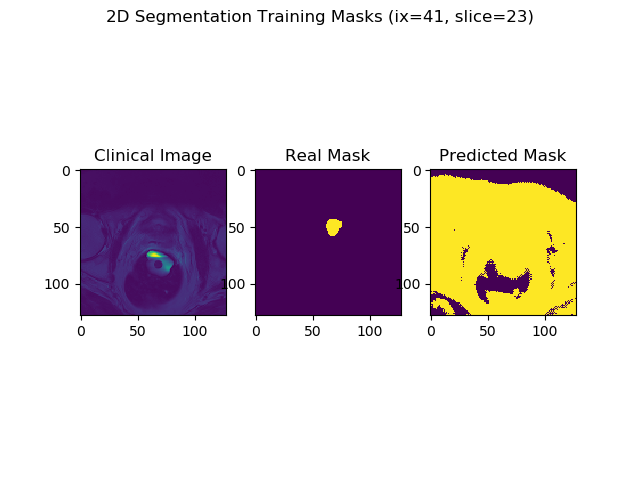 2D Segmentation Training Masks (ix=41, slice=23)
Clinical Image Real Mask Predicted Mask
0 0 0
50 50 50
100 100 100
0 100 0 50 100 0 50 100